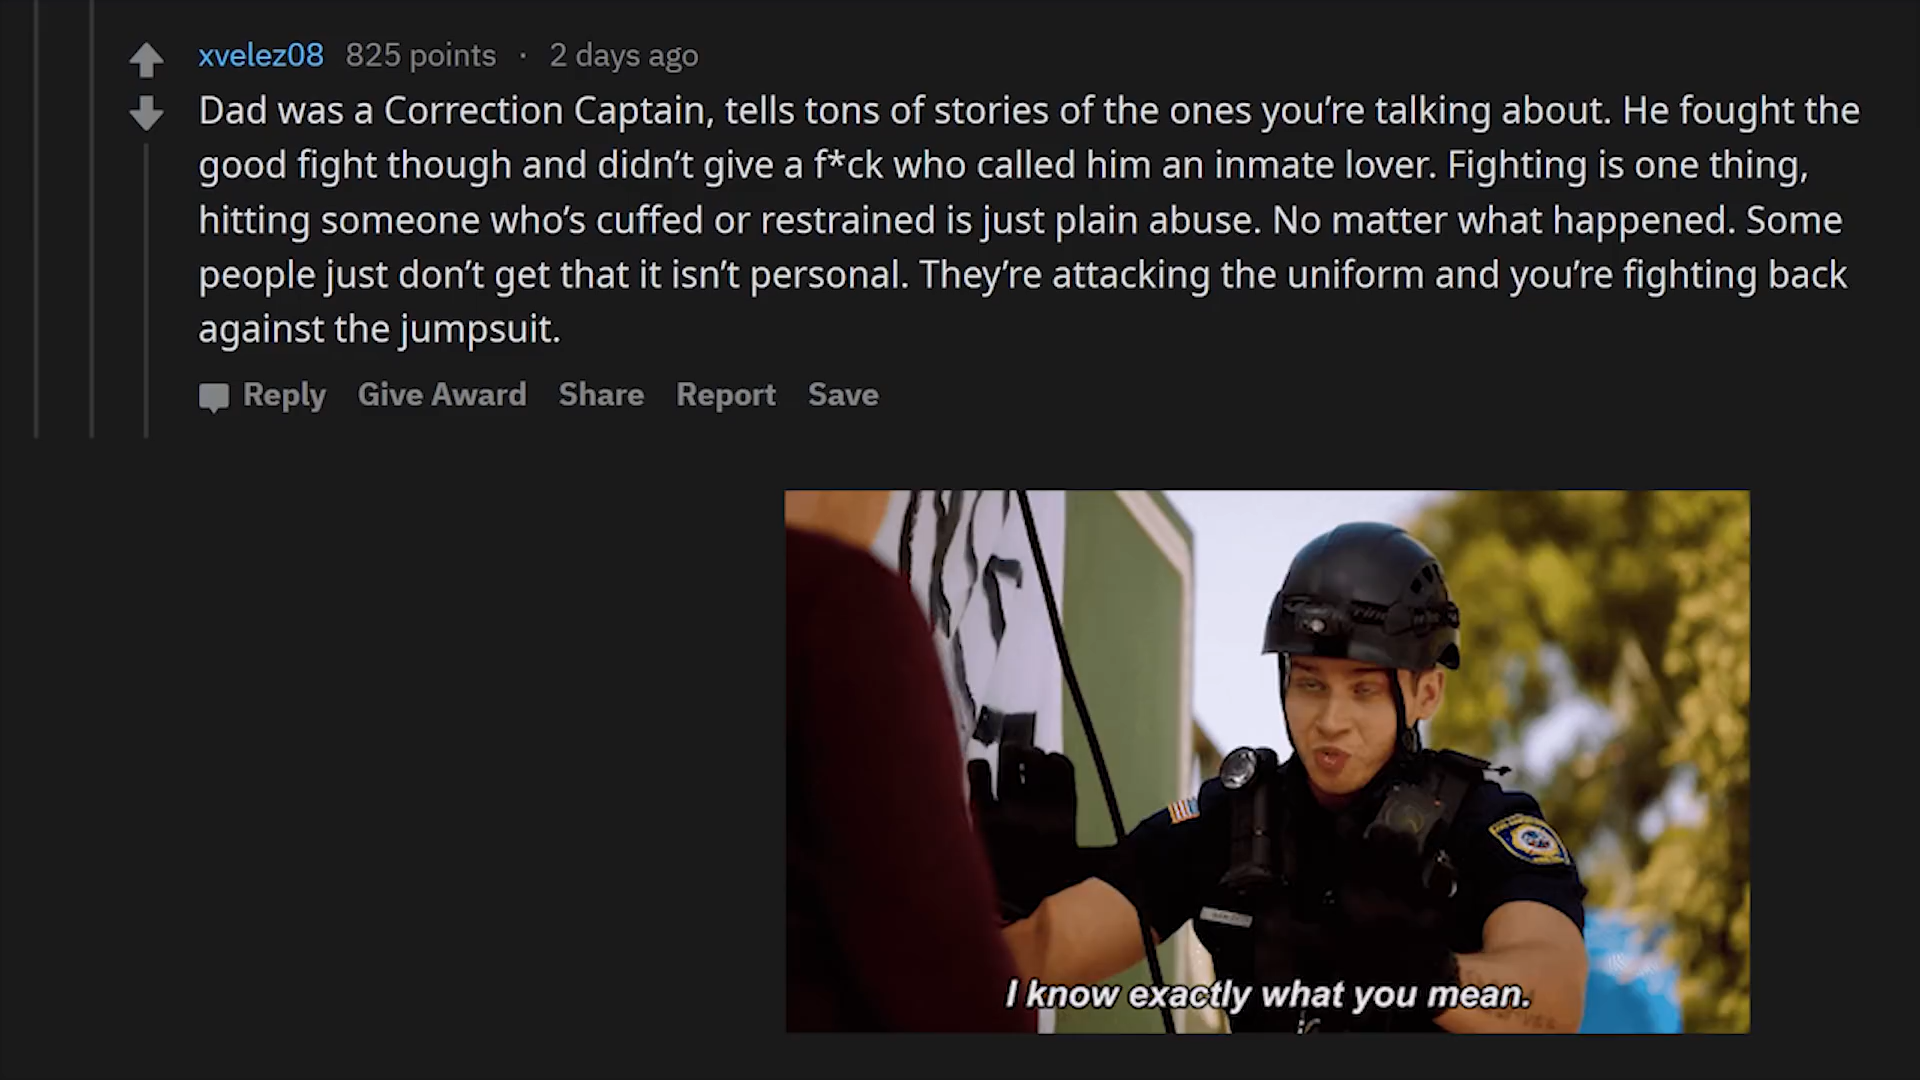 xvelez08 825 points · 2 days ago
Dad was a Correction Captain, tells tons of stories of the ones you’re talking about. He fought the
good fight though and didn’t give a f*ck who called him an inmate lover. Fighting is one thing,
hitting someone who’s cuffed or restrained is just plain abuse. No matter what happened. Some
people just don’t get that it isn’t personal. They’re attacking the uniform and you’re fighting back
against the jumpsuit.
Reply Give Award Share Report Save
I know exactly what you mean.